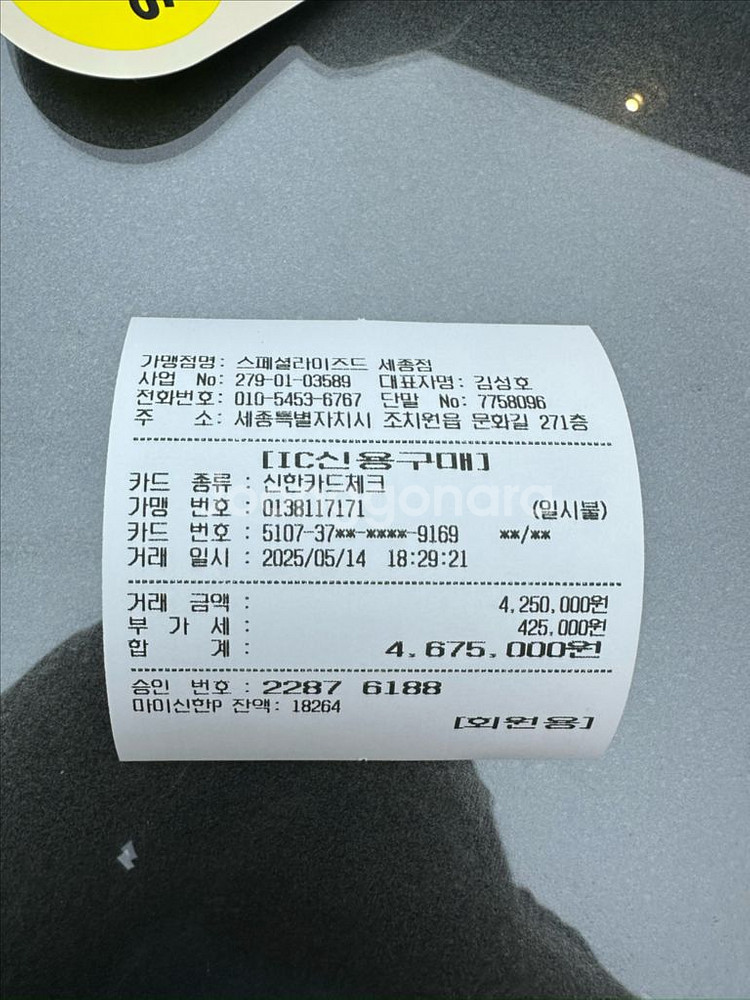 가맹점명: 스페셜라이즈드 세종점
사업 No: 279-01-03589 대표자명: 김성호
전화번호: 010-5453-6767 단말 No: 7758096
주 소: 세종특별자치시 조치원읍 문화길 271층
[IC신용구매]
카드 종류 : 신한카드체크
가맹 번호 : 0138117171 (일시불)
카드 번호 : 5107-37**-****-9169 **/**
거래 일시 : 2025/05/14 18:29:21
거래 금액 : 4,250,000원
부 가 세 : 425,000원
합 계 : 4,675,000원
승인 번호 : 2287 6188
마이신한P 잔액: 18264
[회원용]